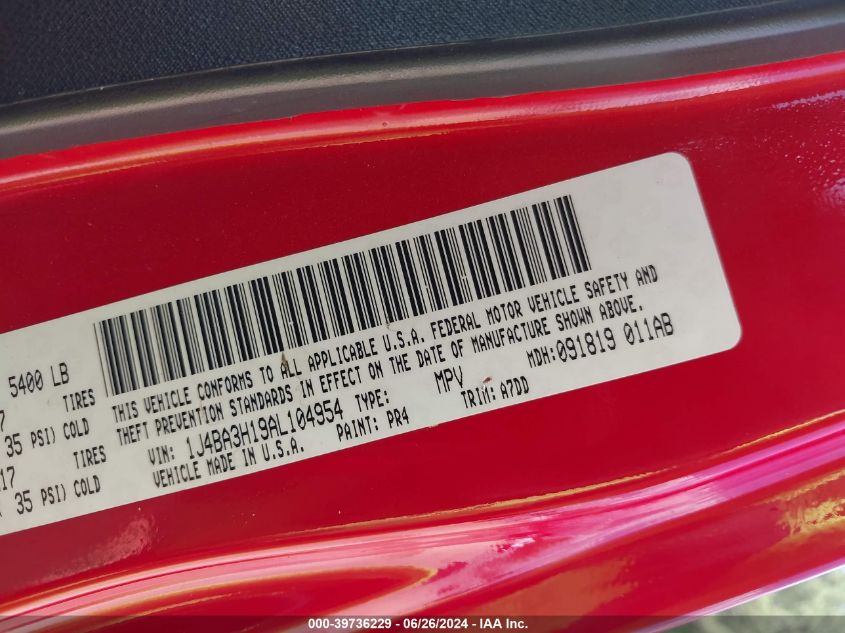 5400 LB
TIRES
35 PSI) COLD
17 TIRES
35 PSI) COLD
THIS VEHICLE CONFORMS TO ALL APPLICABLE U.S.A. FEDERAL MOTOR VEHICLE SAFETY AND
THEFT PREVENTION STANDARDS IN EFFECT ON THE DATE OF MANUFACTURE SHOWN ABOVE.
VIN: 1J4BA3H19AL104954 TYPE: MPV MDH:091819 011AB
VEHICLE MADE IN U.S.A. PAINT: PR4 TRIM: A7DD
000-39736229 - 06/26/2024 - IAA Inc.